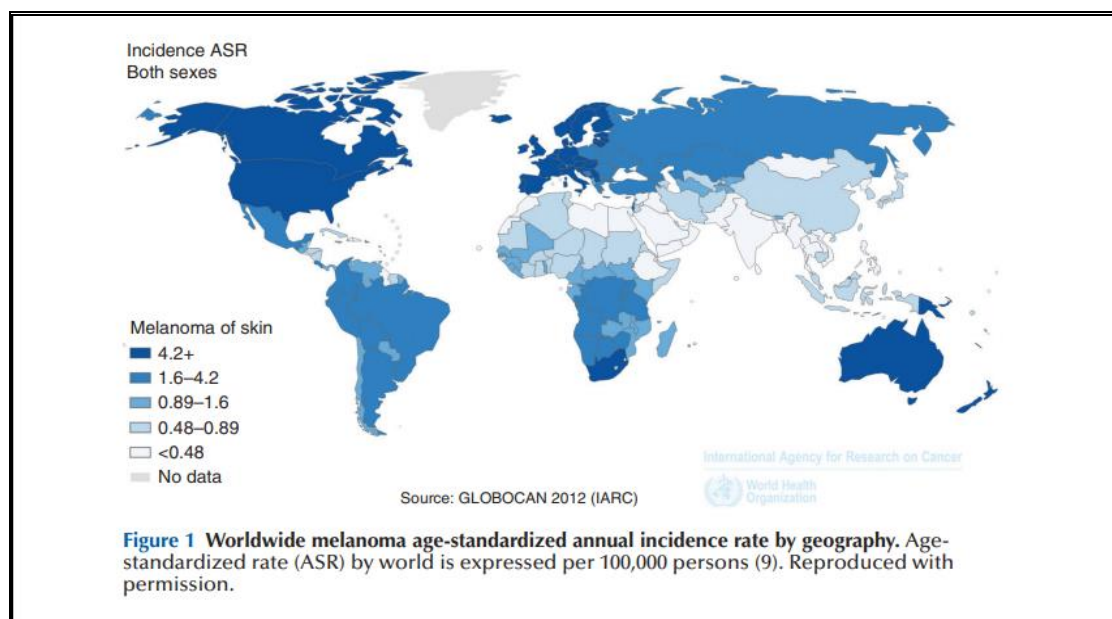 Incidence ASR
Both sexes
Melanoma of skin
4.2+
1.6–4.2
0.89–1.6
0.48–0.89
<0.48
No data
International Agency for Research on Cancer
World Health
Organization
Source: GLOBOCAN 2012 (IARC)
Figure 1 Worldwide melanoma age-standardized annual incidence rate by geography. Age-
standardized rate (ASR) by world is expressed per 100,000 persons (9). Reproduced with
permission.